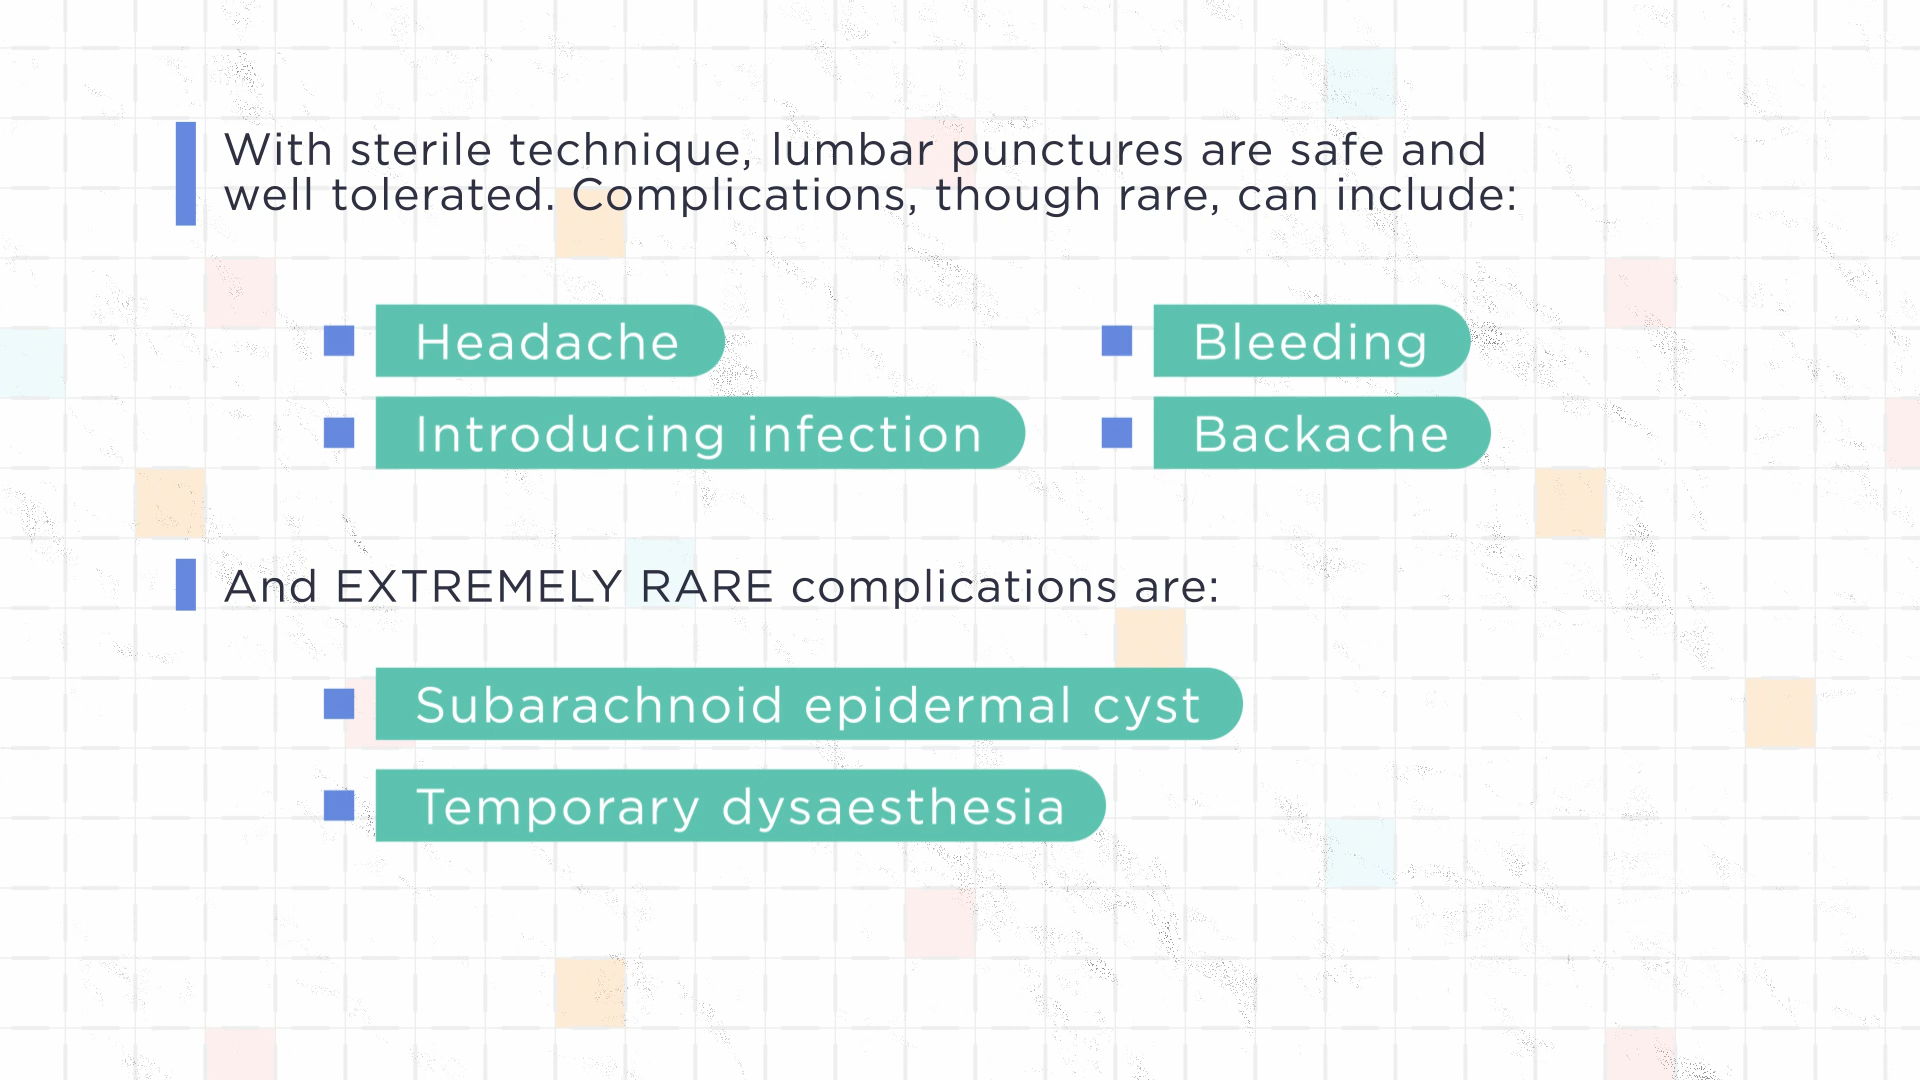 With sterile technique, lumbar punctures are safe and
well tolerated. Complications, though rare, can include:
Headache
Bleeding
Introducing infection
Backache
And EXTREMELY RARE complications are:
Subarachnoid epidermal cyst
Temporary dysaesthesia